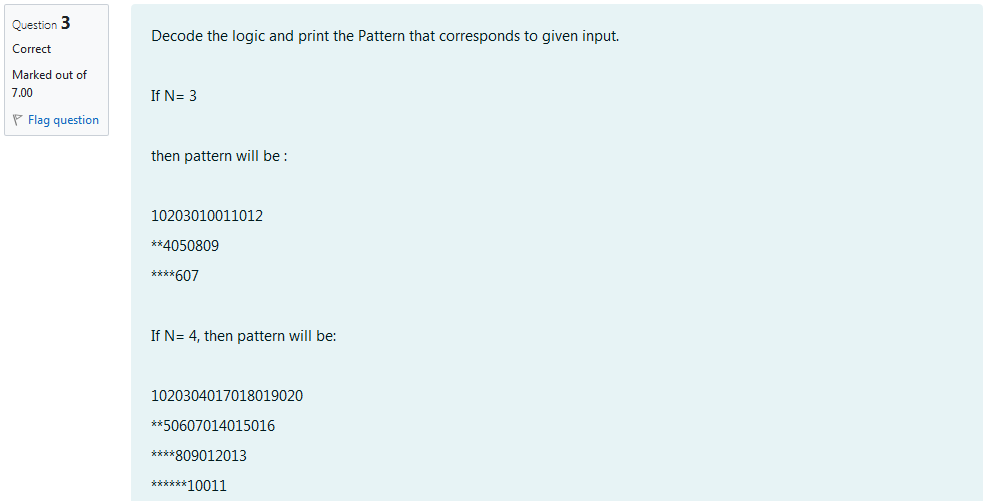 Question 3
Correct
Marked out of
7.00
Flag question
Decode the logic and print the Pattern that corresponds to given input.
If N= 3
then pattern will be :
10203010011012
**4050809
****607
If N= 4, then pattern will be:
1020304017018019020
**50607014015016
****809012013
******10011